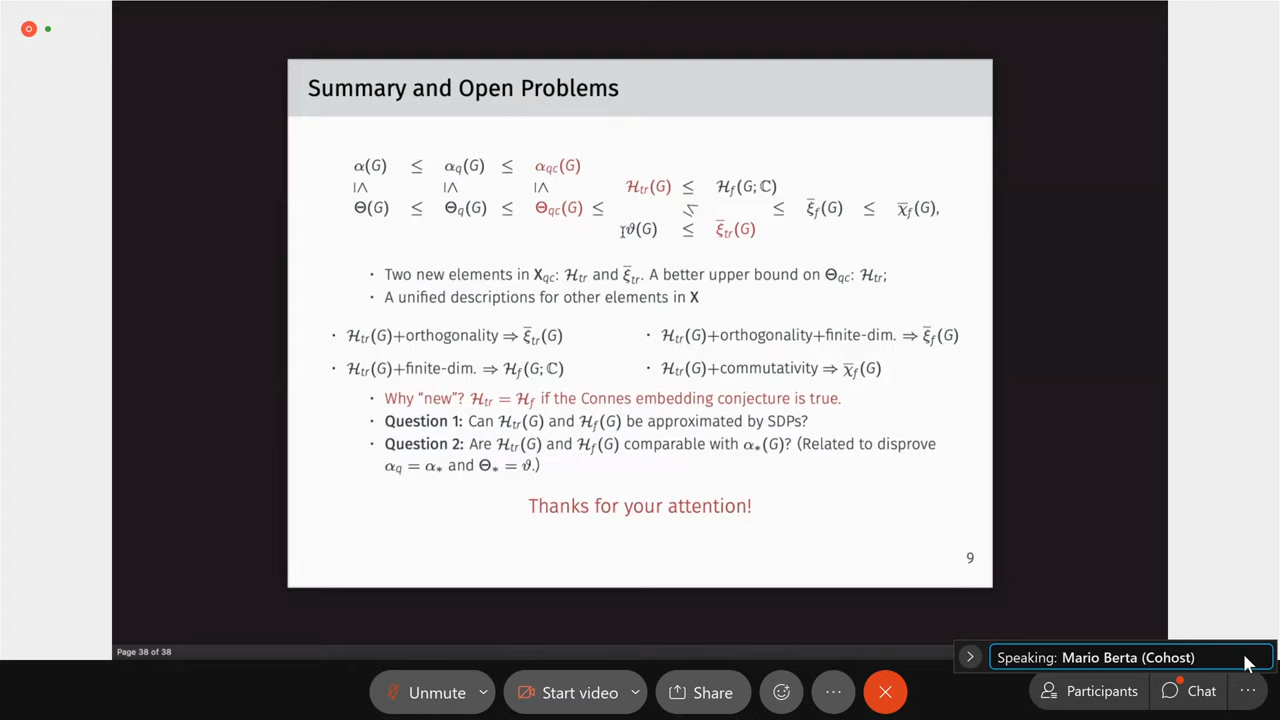 Summary and Open Problems
α(G) ≤ α_q(G) ≤ α_qc(G)
I∧ I∧ I∧ ℋ_tr(G) ≤ ℋ_f(G;ℂ)
Θ(G) ≤ Θ_q(G) ≤ Θ_qc(G) ≤ ≤ ≤ ξ̄_f(G) ≤ χ̄_f(G),
ϑ(G) ≤ ξ̄_tr(G)
• Two new elements in X_qc: ℋ_tr and ξ̄_tr. A better upper bound on Θ_qc: ℋ_tr;
• A unified descriptions for other elements in X
• ℋ_tr(G)+orthogonality ⇒ ξ̄_tr(G)
• ℋ_tr(G)+orthogonality+finite-dim. ⇒ ξ̄_f(G)
• ℋ_tr(G)+finite-dim. ⇒ ℋ_f(G;ℂ)
• ℋ_tr(G)+commutativity ⇒ χ̄_f(G)
• Why “new”? ℋ_tr = ℋ_f if the Connes embedding conjecture is true.
• Question 1: Can ℋ_tr(G) and ℋ_f(G) be approximated by SDPs?
• Question 2: Are ℋ_tr(G) and ℋ_f(G) comparable with α_*(G)? (Related to disprove
α_q = α_* and Θ_* = ϑ.)
Thanks for your attention!
9
Page 38 of 38
Speaking: Mario Berta (Cohost)
Unmute
Start video
Share
Participants
Chat